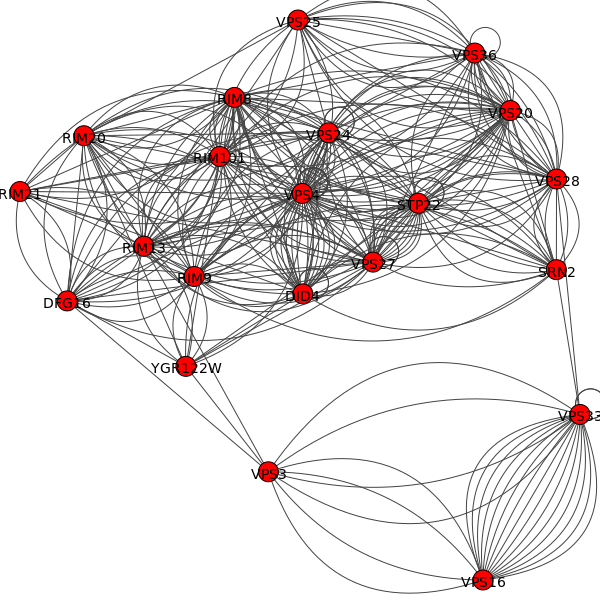 VPS25
VPS36
RIM8
VPS20
VPS24
RIM20
RIM101
VPS28
RIM21
VPS4
STP22
RIM13
VPS27
SRN2
RIM9
DID4
DFG16
YGR122W
VPS33
VPS3
VPS16